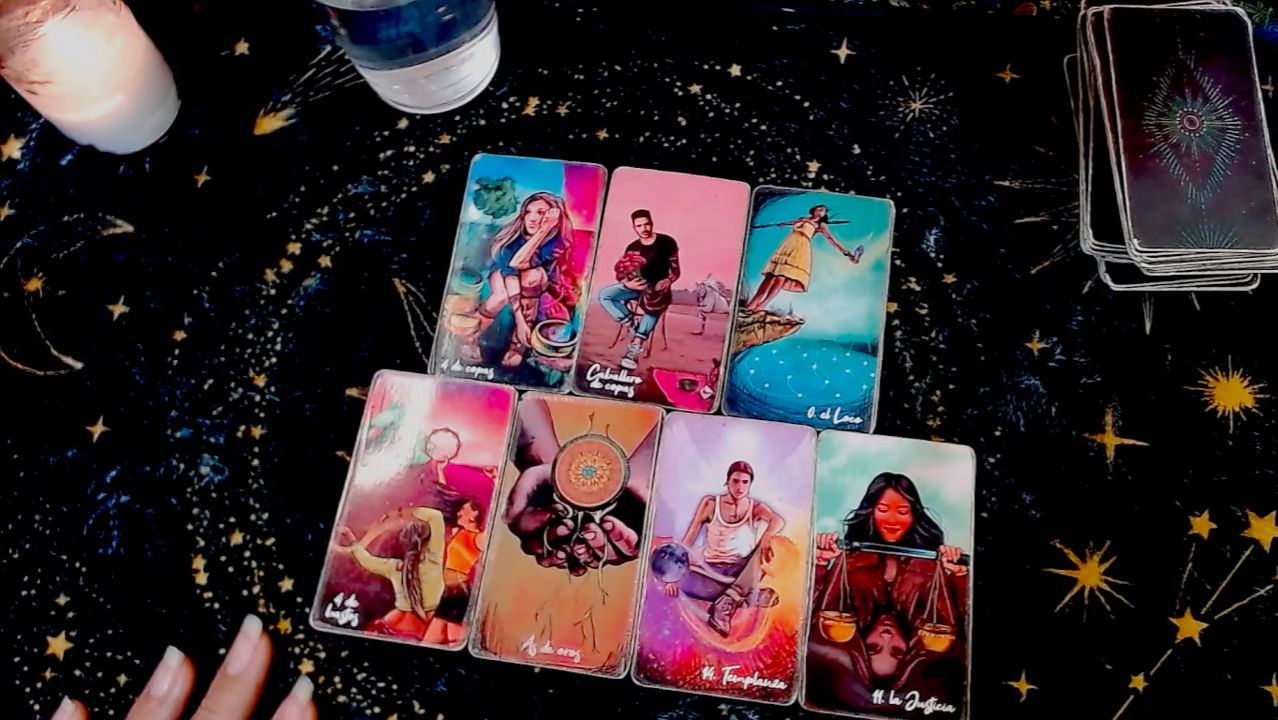 4 de copas
Caballero
de copas
0. el Loco
4 de
bastos
As de oros
14. Templanza
11. la Justicia